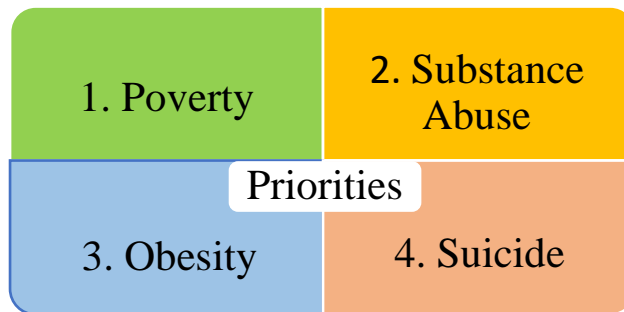 1. Poverty
2. Substance
Abuse
Priorities
3. Obesity
4. Suicide